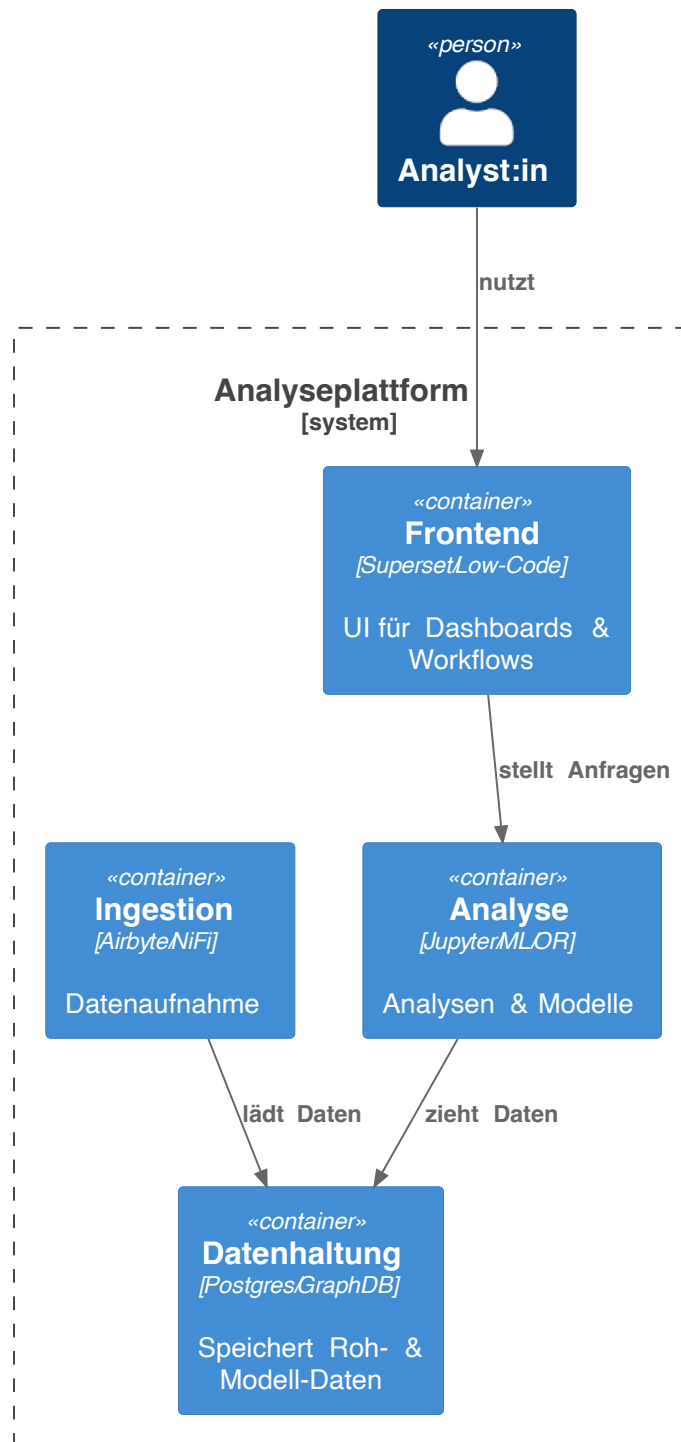 «person»
Analyst:in
nutzt
Analyseplattform
[system]
«container»
Frontend
[Superset/Low-Code]
UI für Dashboards &
Workflows
stellt Anfragen
«container»
Ingestion
[Airbyte/NiFi]
Datenaufnahme
«container»
Analyse
[Jupyter/ML/OR]
Analysen & Modelle
lädt Daten
zieht Daten
«container»
Datenhaltung
[Postgres/GraphDB]
Speichert Roh- &
Modell-Daten